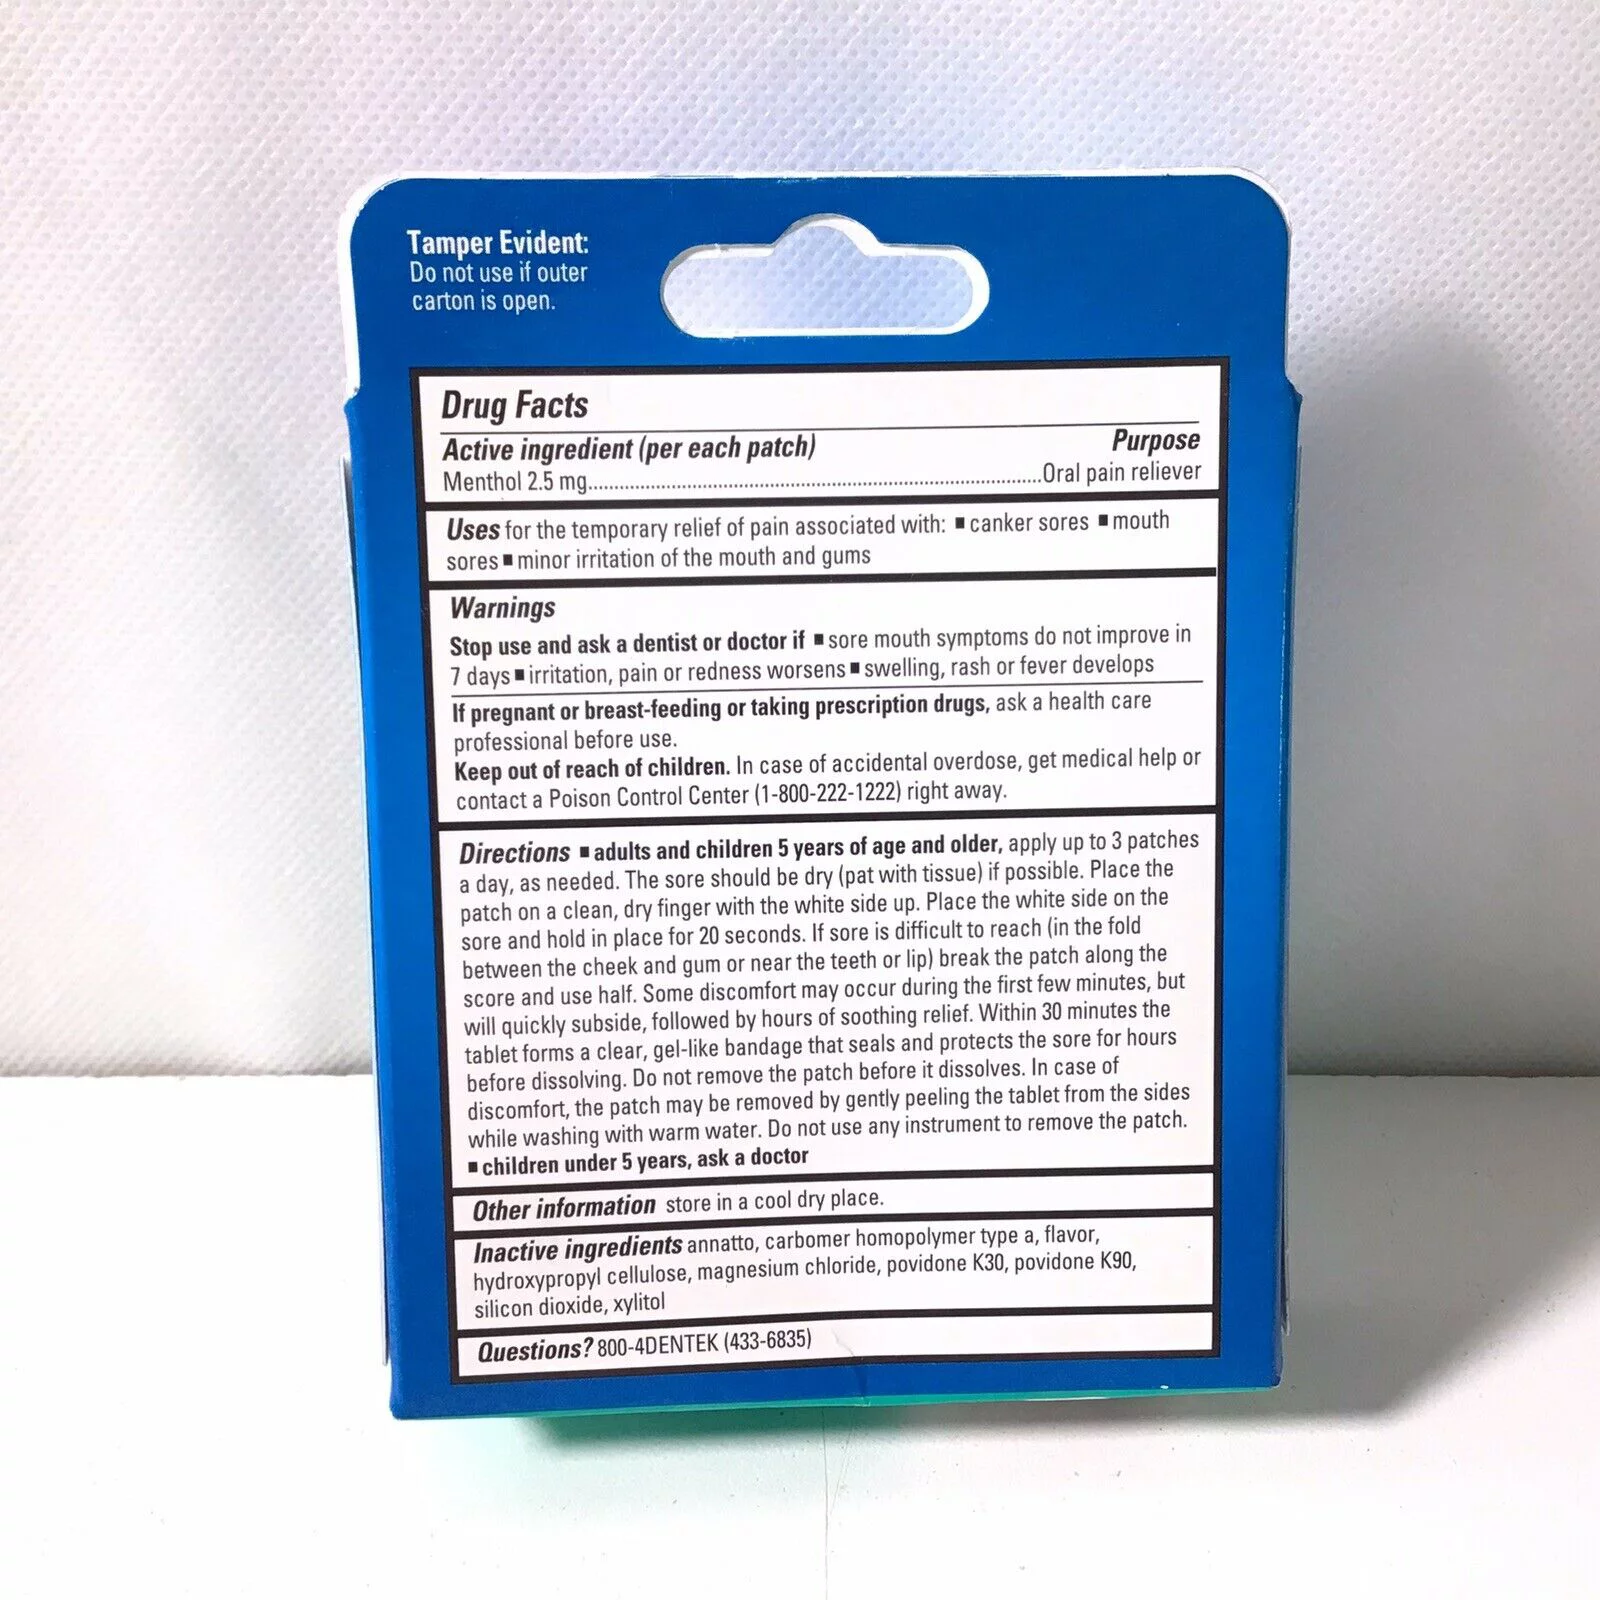 Tamper Evident:
Do not use if outer
carton is open.
Drug Facts
Active ingredient (per each patch) Purpose
Menthol 2.5 mg..........................................................................................Oral pain reliever
Uses for the temporary relief of pain associated with: ■ canker sores ■ mouth
sores ■ minor irritation of the mouth and gums
Warnings
Stop use and ask a dentist or doctor if ■ sore mouth symptoms do not improve in
7 days ■ irritation, pain or redness worsens ■ swelling, rash or fever develops
If pregnant or breast-feeding or taking prescription drugs, ask a health care
professional before use.
Keep out of reach of children. In case of accidental overdose, get medical help or
contact a Poison Control Center (1-800-222-1222) right away.
Directions ■ adults and children 5 years of age and older, apply up to 3 patches
a day, as needed. The sore should be dry (pat with tissue) if possible. Place the
patch on a clean, dry finger with the white side up. Place the white side on the
sore and hold in place for 20 seconds. If sore is difficult to reach (in the fold
between the cheek and gum or near the teeth or lip) break the patch along the
score and use half. Some discomfort may occur during the first few minutes, but
will quickly subside, followed by hours of soothing relief. Within 30 minutes the
tablet forms a clear, gel-like bandage that seals and protects the sore for hours
before dissolving. Do not remove the patch before it dissolves. In case of
discomfort, the patch may be removed by gently peeling the tablet from the sides
while washing with warm water. Do not use any instrument to remove the patch.
■ children under 5 years, ask a doctor
Other information store in a cool dry place.
Inactive ingredients annatto, carbomer homopolymer type a, flavor,
hydroxypropyl cellulose, magnesium chloride, povidone K30, povidone K90,
silicon dioxide, xylitol
Questions? 800-4DENTEK (433-6835)